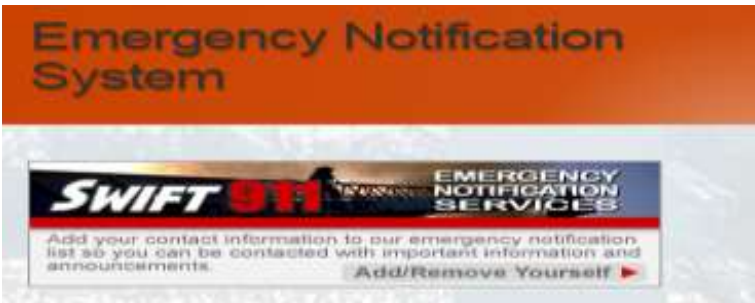 Emergency Notification
System
SWIFT 911
EMERGENCY
NOTIFICATION
SERVICES
Add your contact information to our emergency notification
list so you can be contacted with important information and
announcements.
Add/Remove Yourself